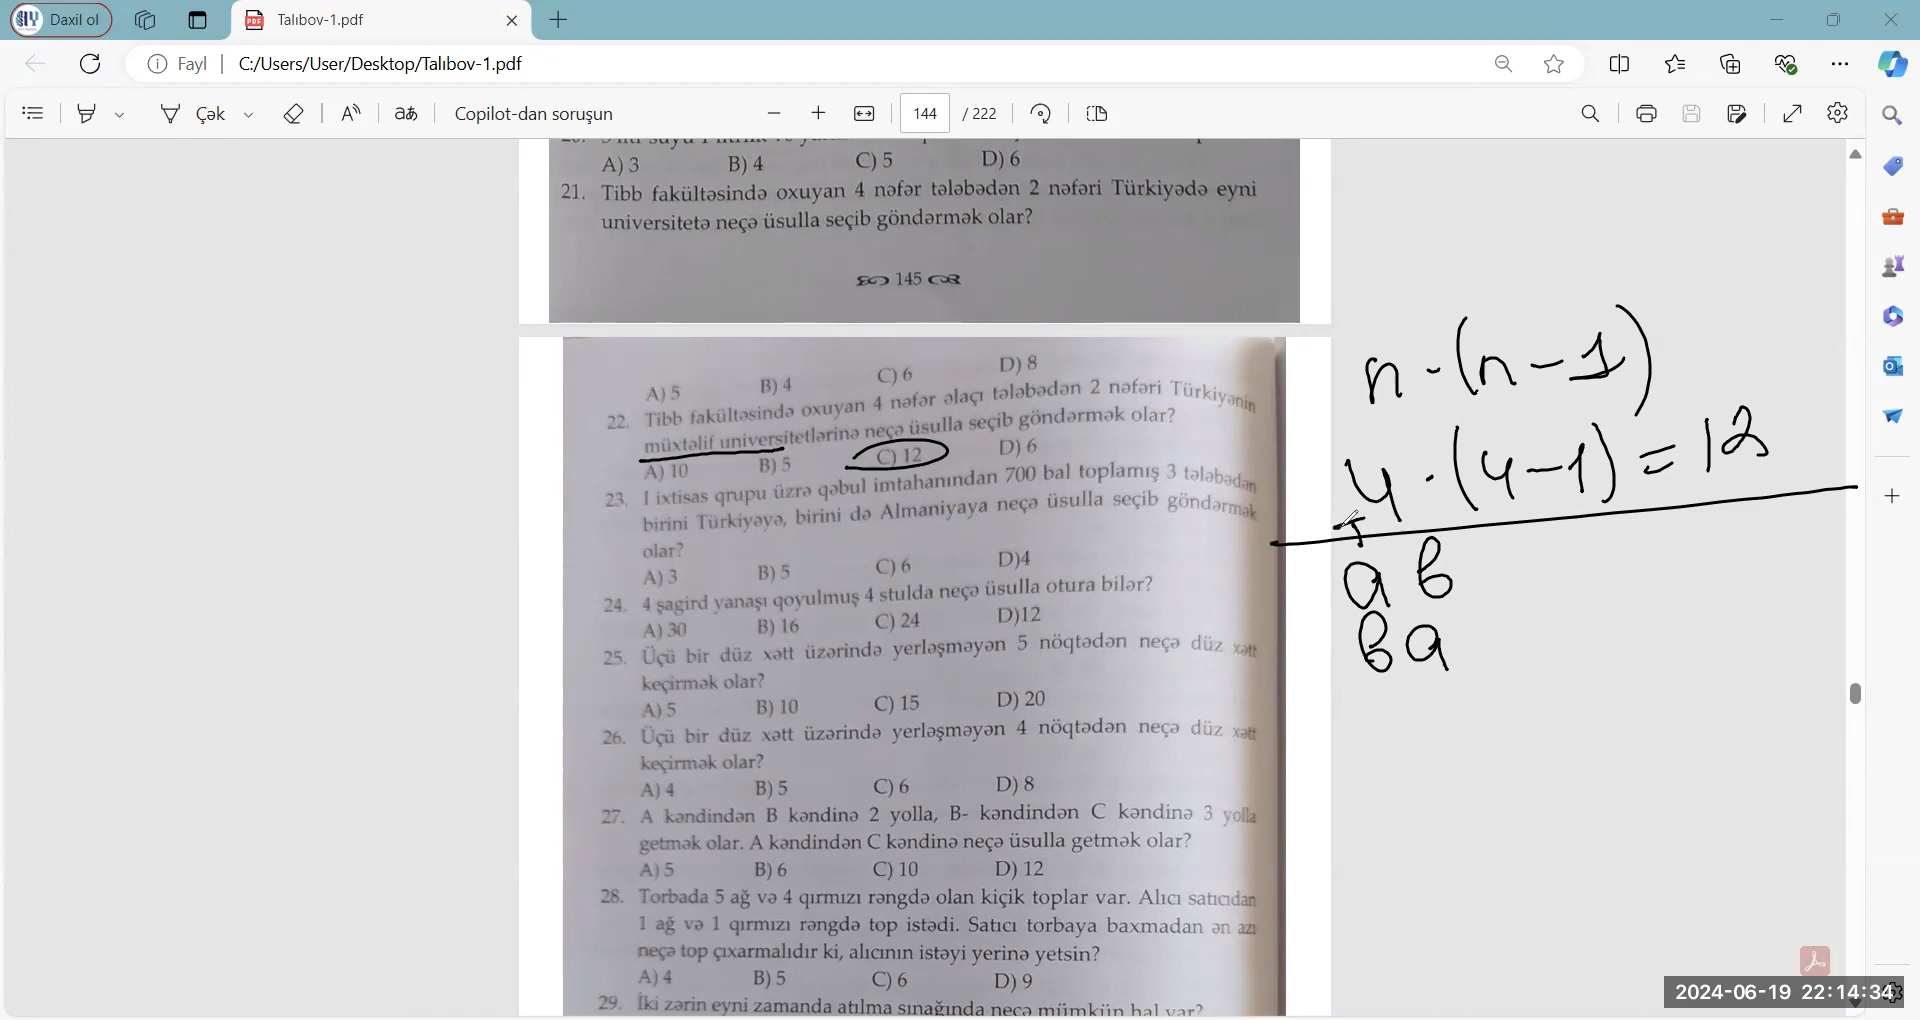 Daxil ol
Talıbov-1.pdf
Fayl
C:/Users/User/Desktop/Talıbov-1.pdf
Çək
aあ
Copilot-dan soruşun
144 / 222
A) 3 B) 4 C) 5 D) 6
21. Tibb fakültəsində oxuyan 4 nəfər tələbədən 2 nəfəri Türkiyədə eyni
universitetə neçə üsulla seçib göndərmək olar?
145
A) 5 B) 4 C) 6 D) 8
22. Tibb fakültəsində oxuyan 4 nəfər əlaçı tələbədən 2 nəfəri Türkiyənin
müxtəlif universitetlərinə neçə üsulla seçib göndərmək olar?
A) 10 B) 5 C) 12 D) 6
23. I ixtisas qrupu üzrə qəbul imtahanından 700 bal toplamış 3 tələbədən
birini Türkiyəyə, birini də Almaniyaya neçə üsulla seçib göndərmək
olar?
A) 3 B) 5 C) 6 D)4
24. 4 şagird yanaşı qoyulmuş 4 stulda neçə üsulla otura bilər?
A) 30 B) 16 C) 24 D)12
25. Üçü bir düz xətt üzərində yerləşməyən 5 nöqtədən neçə düz xətt
keçirmək olar?
A) 5 B) 10 C) 15 D) 20
26. Üçü bir düz xətt üzərində yerləşməyən 4 nöqtədən neçə düz xətt
keçirmək olar?
A) 4 B) 5 C) 6 D) 8
27. A kəndindən B kəndinə 2 yolla, B- kəndindən C kəndinə 3 yolla
getmək olar. A kəndindən C kəndinə neçə üsulla getmək olar?
A) 5 B) 6 C) 10 D) 12
28. Torbada 5 ağ və 4 qırmızı rəngdə olan kiçik toplar var. Alıcı satıcıdan
1 ağ və 1 qırmızı rəngdə top istədi. Satıcı torbaya baxmadan ən azı
neçə top çıxarmalıdır ki, alıcının istəyi yerinə yetsin?
A) 4 B) 5 C) 6 D) 9
29. İki zərin eyni zamanda atılma sınağında neçə mümkün hal var?
n · (n - 1)
4 · (4 - 1) = 12
T
a b
b a
2024-06-19 22:14:34